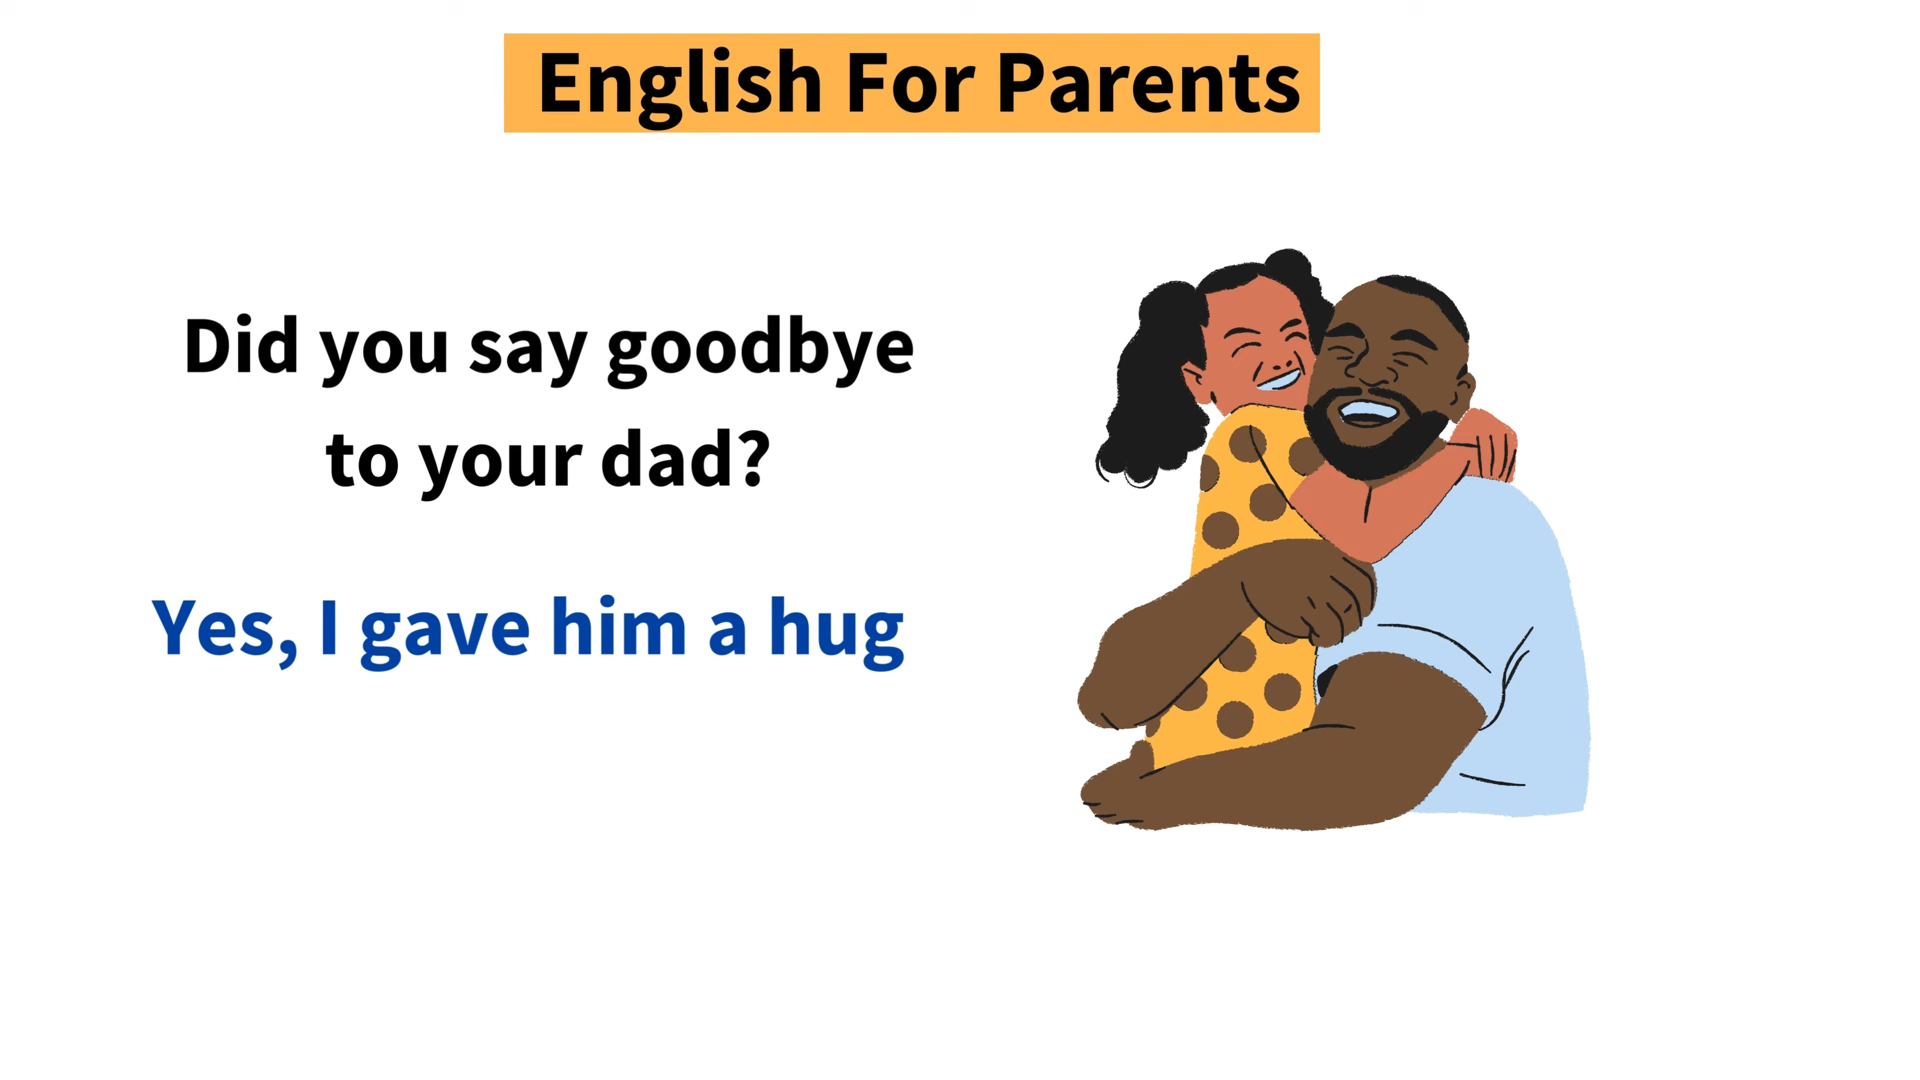 English For Parents
Did you say goodbye
to your dad?
Yes, I gave him a hug